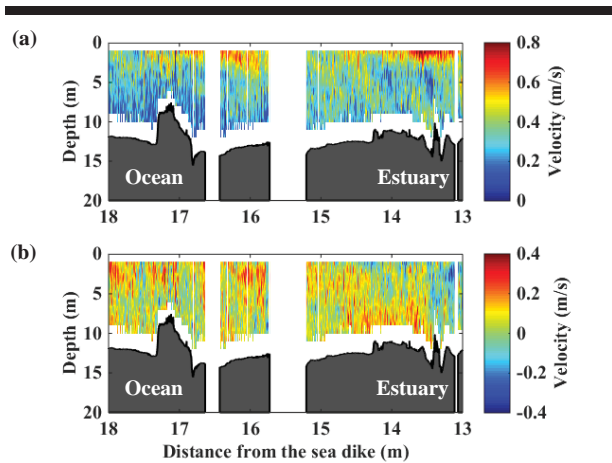 (a)
0
5
10
15
20
Depth (m)
Ocean
Estuary
18
17
16
15
14
13
0.8
0.6
0.4
0.2
0
Velocity (m/s)
(b)
0
5
10
15
20
Depth (m)
Ocean
Estuary
18
17
16
15
14
13
0.4
0.2
0
-0.2
-0.4
Velocity (m/s)
Distance from the sea dike (m)